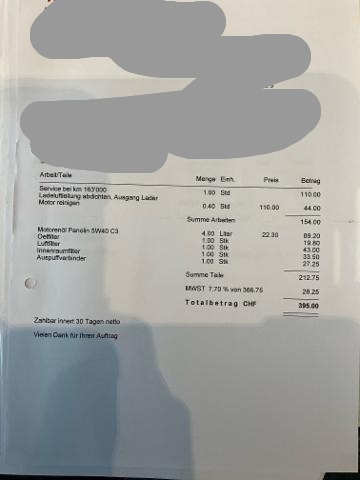 Arbeit/Teile Menge Einh. Preis Betrag
Service bei km 163'000 1.00 Std 110.00
Ladeluftleitung abdichten, Ausgang Lader
Motor reinigen 0.40 Std 110.00 44.00
Summe Arbeiten 154.00
Motorenöl Panolin 5W40 C3 4.00 Liter 22.30 89.20
Oelfilter 1.00 Stk 19.80
Luftfilter 1.00 Stk 43.00
Innenraumfilter 1.00 Stk 33.50
Auspuffverbinder 1.00 Stk 27.25
Summe Teile 212.75
MWST 7,70 % von 366.75 28.25
Totalbetrag CHF 395.00
Zahlbar innert 30 Tagen netto
Vielen Dank für Ihren Auftrag